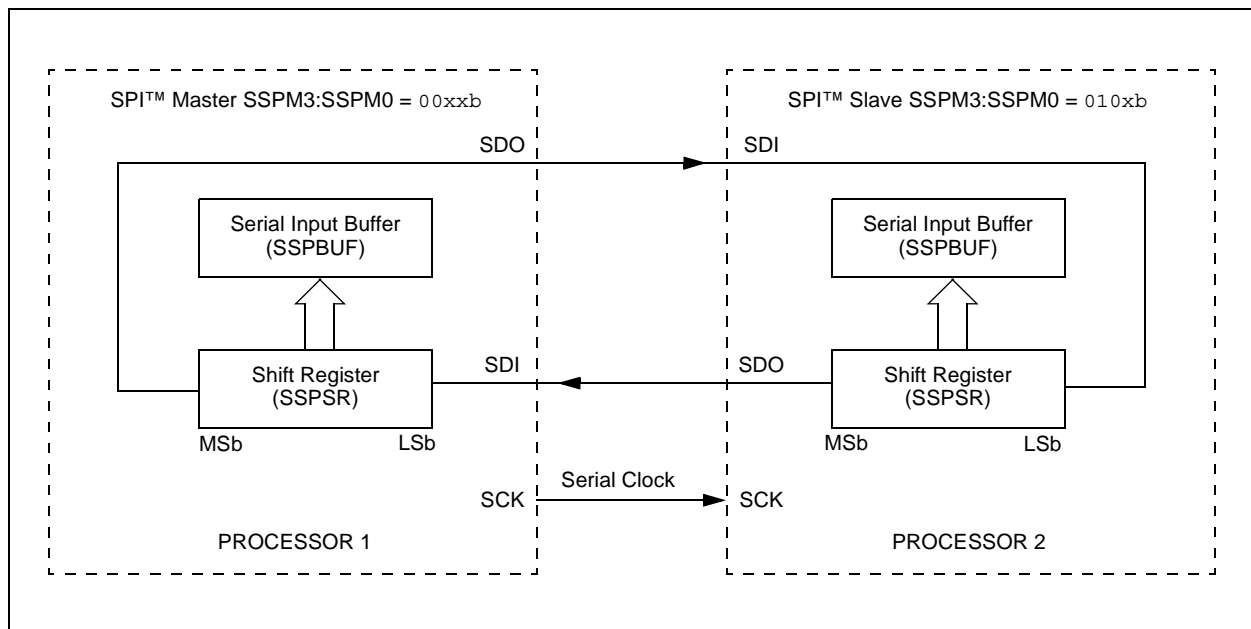 SPI™ Master SSPM3:SSPM0 = 00xxb
SPI™ Slave SSPM3:SSPM0 = 010xb
SDO
SDI
Serial Input Buffer
(SSPBUF)
Serial Input Buffer
(SSPBUF)
Shift Register
(SSPSR)
SDI
SDO
Shift Register
(SSPSR)
MSb
LSb
MSb
LSb
SCK
Serial Clock
SCK
PROCESSOR 1
PROCESSOR 2